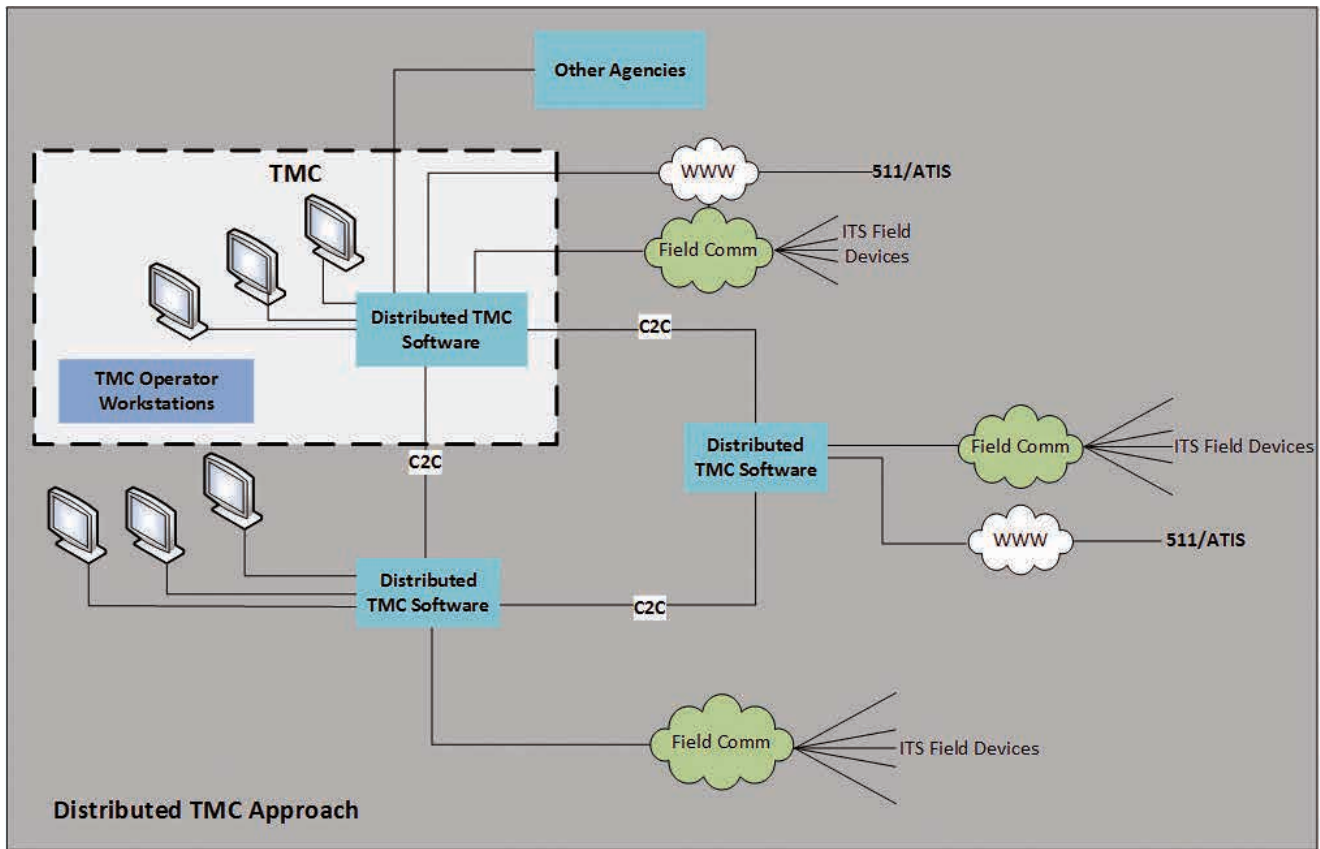 Other Agencies
TMC
WWW
511/ATIS
Field Comm
ITS Field
Devices
Distributed TMC
Software
C2C
TMC Operator
Workstations
Distributed
TMC Software
Field Comm
ITS Field Devices
C2C
WWW
511/ATIS
Distributed
TMC Software
C2C
Field Comm
ITS Field Devices
Distributed TMC Approach